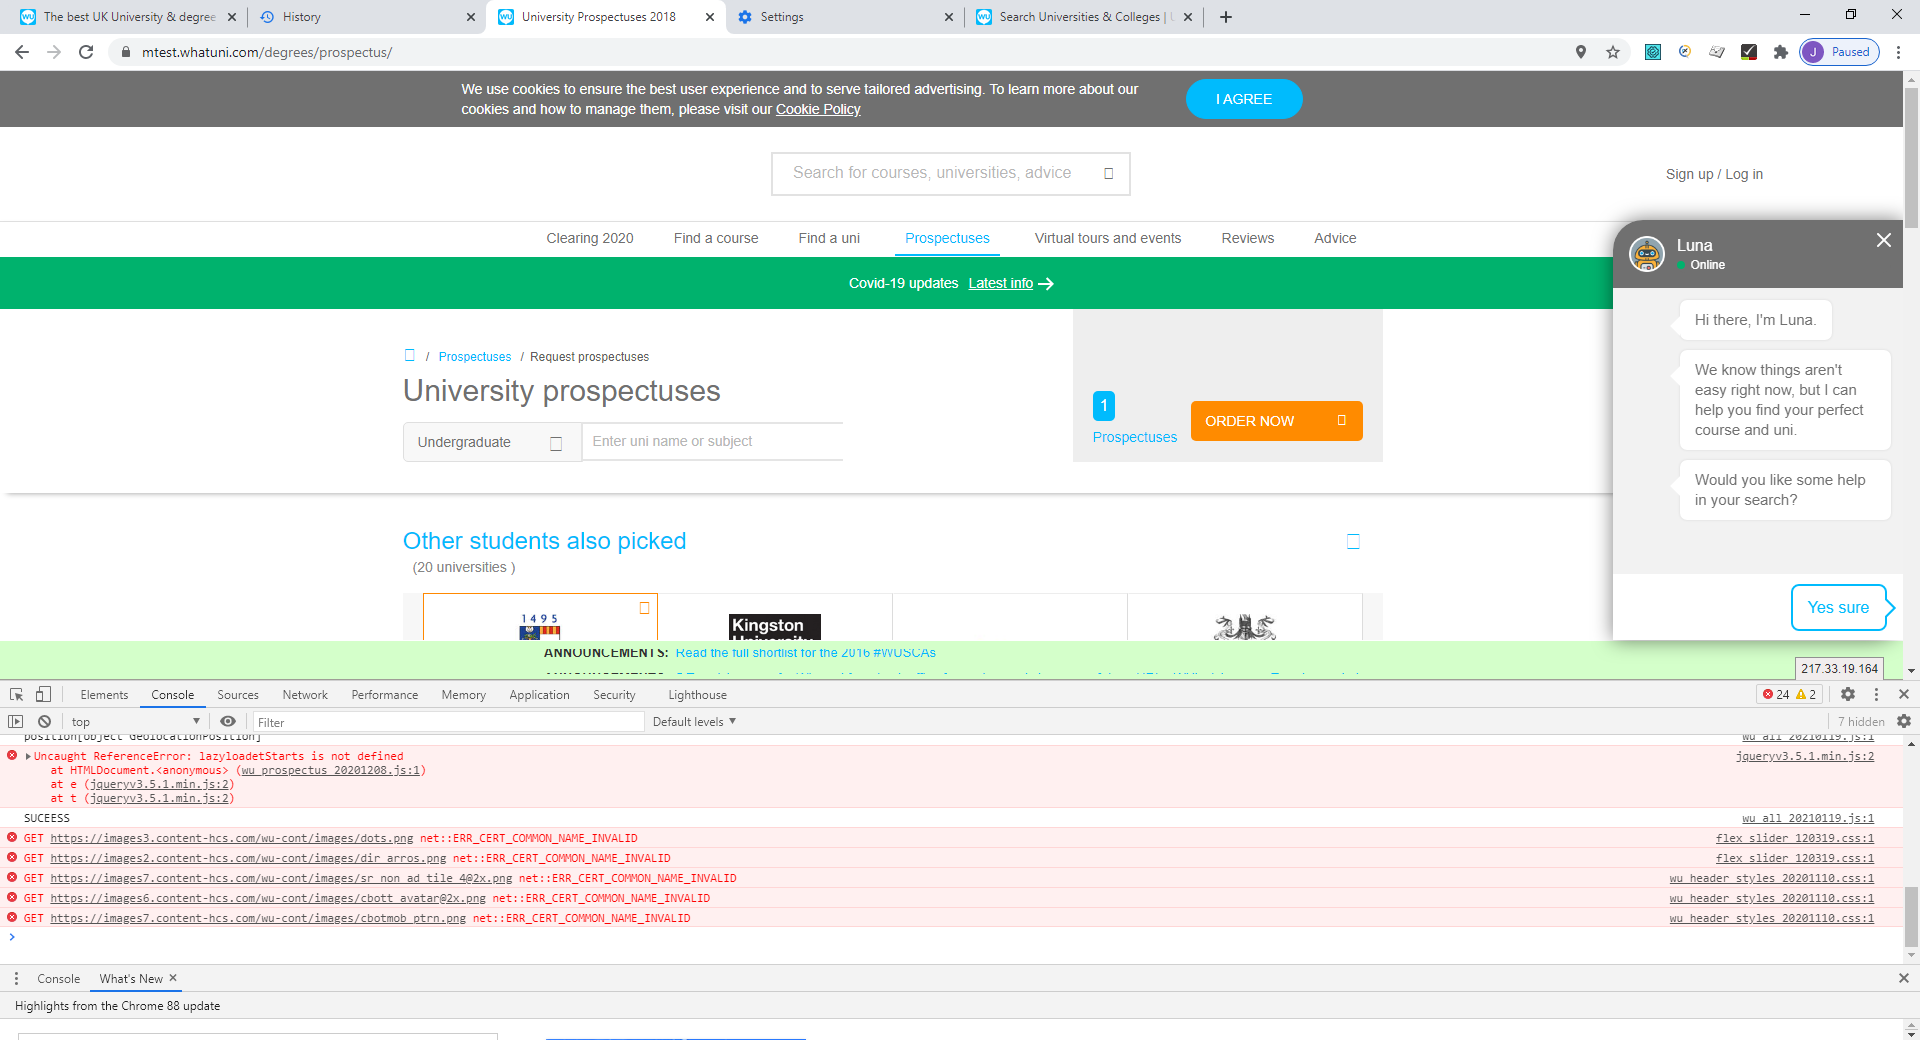 The best UK University & degree
History
University Prospectuses 2018
Settings
Search Universities & Colleges |
mtest.whatuni.com/degrees/prospectus/
J Paused
We use cookies to ensure the best user experience and to serve tailored advertising. To learn more about our
cookies and how to manage them, please visit our Cookie Policy
I AGREE
Search for courses, universities, advice
Sign up / Log in
Clearing 2020
Find a course
Find a uni
Prospectuses
Virtual tours and events
Reviews
Advice
Covid-19 updates Latest info
/ Prospectuses / Request prospectuses
University prospectuses
Undergraduate
Enter uni name or subject
1
Prospectuses
ORDER NOW
Other students also picked
(20 universities )
1495
Kingston
University
Luna
Online
Hi there, I'm Luna.
We know things aren't
easy right now, but I can
help you find your perfect
course and uni.
Would you like some help
in your search?
Yes sure
ANNOUNCEMENTS: Read the full shortlist for the 2016 #WUSCAs
217.33.19.164
Elements
Console
Sources
Network
Performance
Memory
Application
Security
Lighthouse
24
2
top
Filter
Default levels
7 hidden
position[object GeolocationPosition]
wu_all_20210119.js:1
Uncaught ReferenceError: lazyloadetStarts is not defined
jqueryv3.5.1.min.js:2
at HTMLDocument.<anonymous> (wu_prospectus_20201208.js:1)
at e (jqueryv3.5.1.min.js:2)
at t (jqueryv3.5.1.min.js:2)
SUCEESS
wu_all_20210119.js:1
GET https://images3.content-hcs.com/wu-cont/images/dots.png net::ERR_CERT_COMMON_NAME_INVALID
flex_slider_120319.css:1
GET https://images2.content-hcs.com/wu-cont/images/dir_arros.png net::ERR_CERT_COMMON_NAME_INVALID
flex_slider_120319.css:1
GET https://images7.content-hcs.com/wu-cont/images/sr_non_ad_tile_4@2x.png net::ERR_CERT_COMMON_NAME_INVALID
wu_header_styles_20201110.css:1
GET https://images6.content-hcs.com/wu-cont/images/cbott_avatar@2x.png net::ERR_CERT_COMMON_NAME_INVALID
wu_header_styles_20201110.css:1
GET https://images7.content-hcs.com/wu-cont/images/cbotmob_ptrn.png net::ERR_CERT_COMMON_NAME_INVALID
wu_header_styles_20201110.css:1
Console
What's New
Highlights from the Chrome 88 update